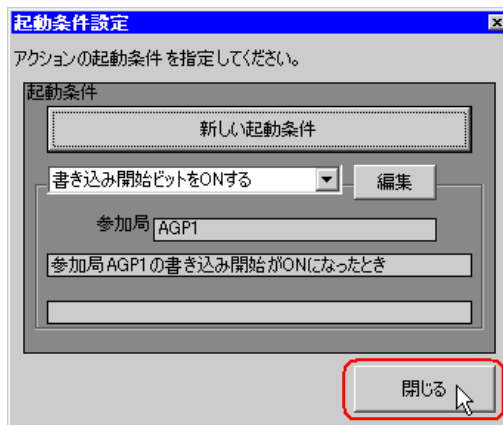 起動条件設定
アクションの起動条件を指定してください。
起動条件
新しい起動条件
書き込み開始ビットをONする
編集
参加局 AGP1
参加局AGP1の書き込み開始がONになったとき
閉じる